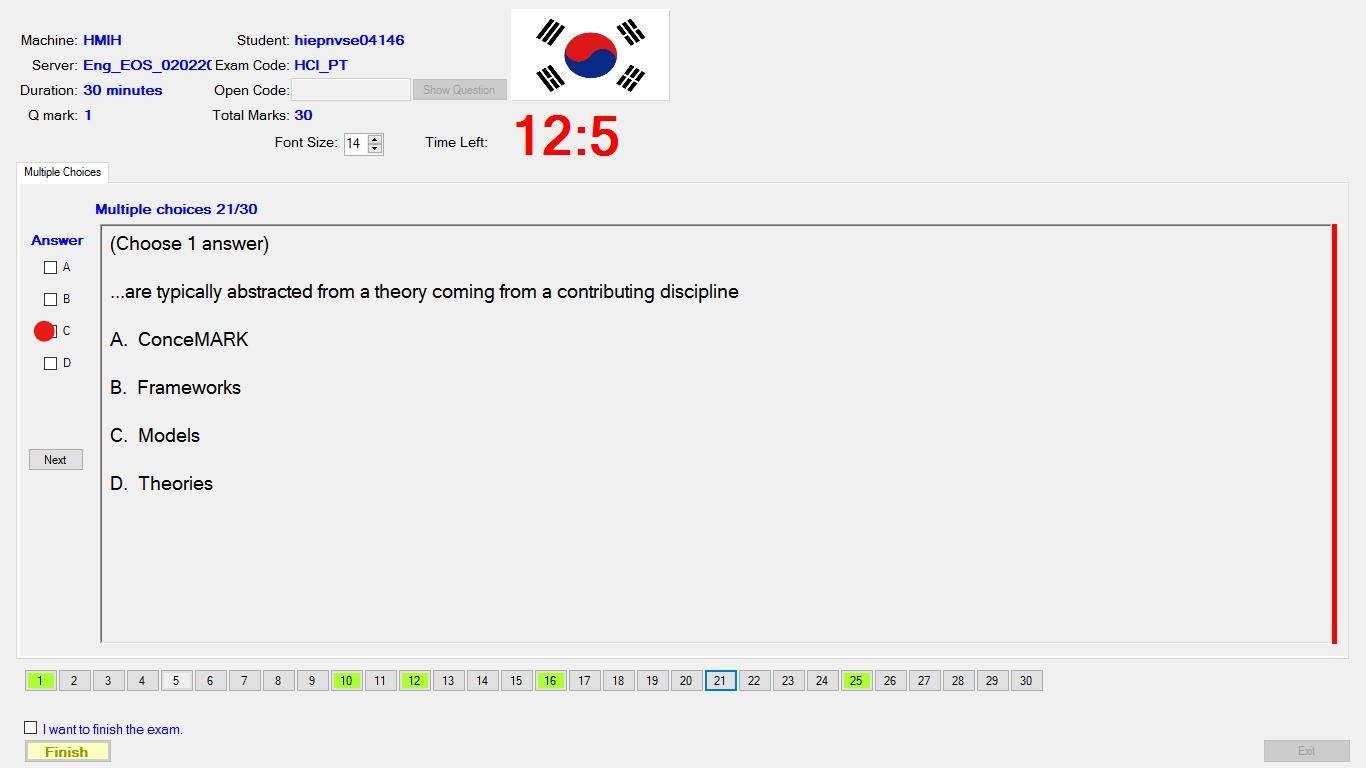 Machine: HMIH Student: hiepnvse04146
Server: Eng_EOS_020220 Exam Code: HCI_PT
Duration: 30 minutes Open Code: Show Question
Q mark: 1 Total Marks: 30
Font Size: 14 Time Left: 12:5
Multiple Choices
Multiple choices 21/30
Answer
(Choose 1 answer)
A
...are typically abstracted from a theory coming from a contributing discipline
B
C
A. ConceMARK
D
B. Frameworks
C. Models
Next
D. Theories
1 2 3 4 5 6 7 8 9 10 11 12 13 14 15 16 17 18 19 20 21 22 23 24 25 26 27 28 29 30
I want to finish the exam.
Finish
Exit